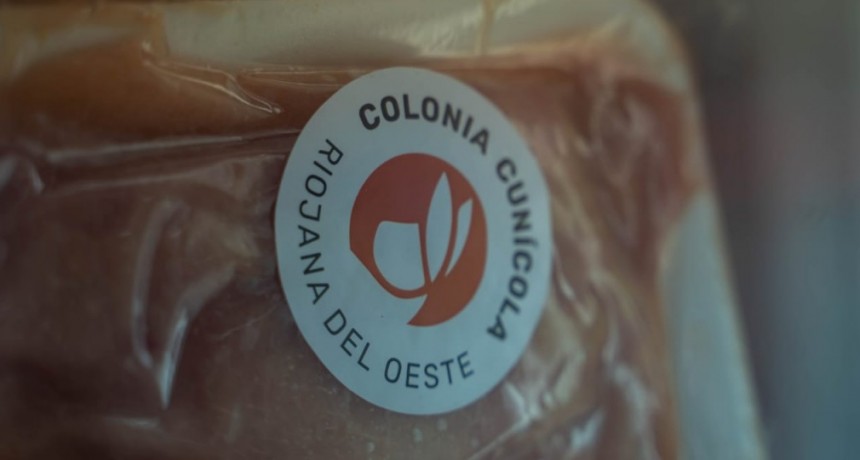 COLONIA CUNÍCOLA
RIOJANA DEL OESTE